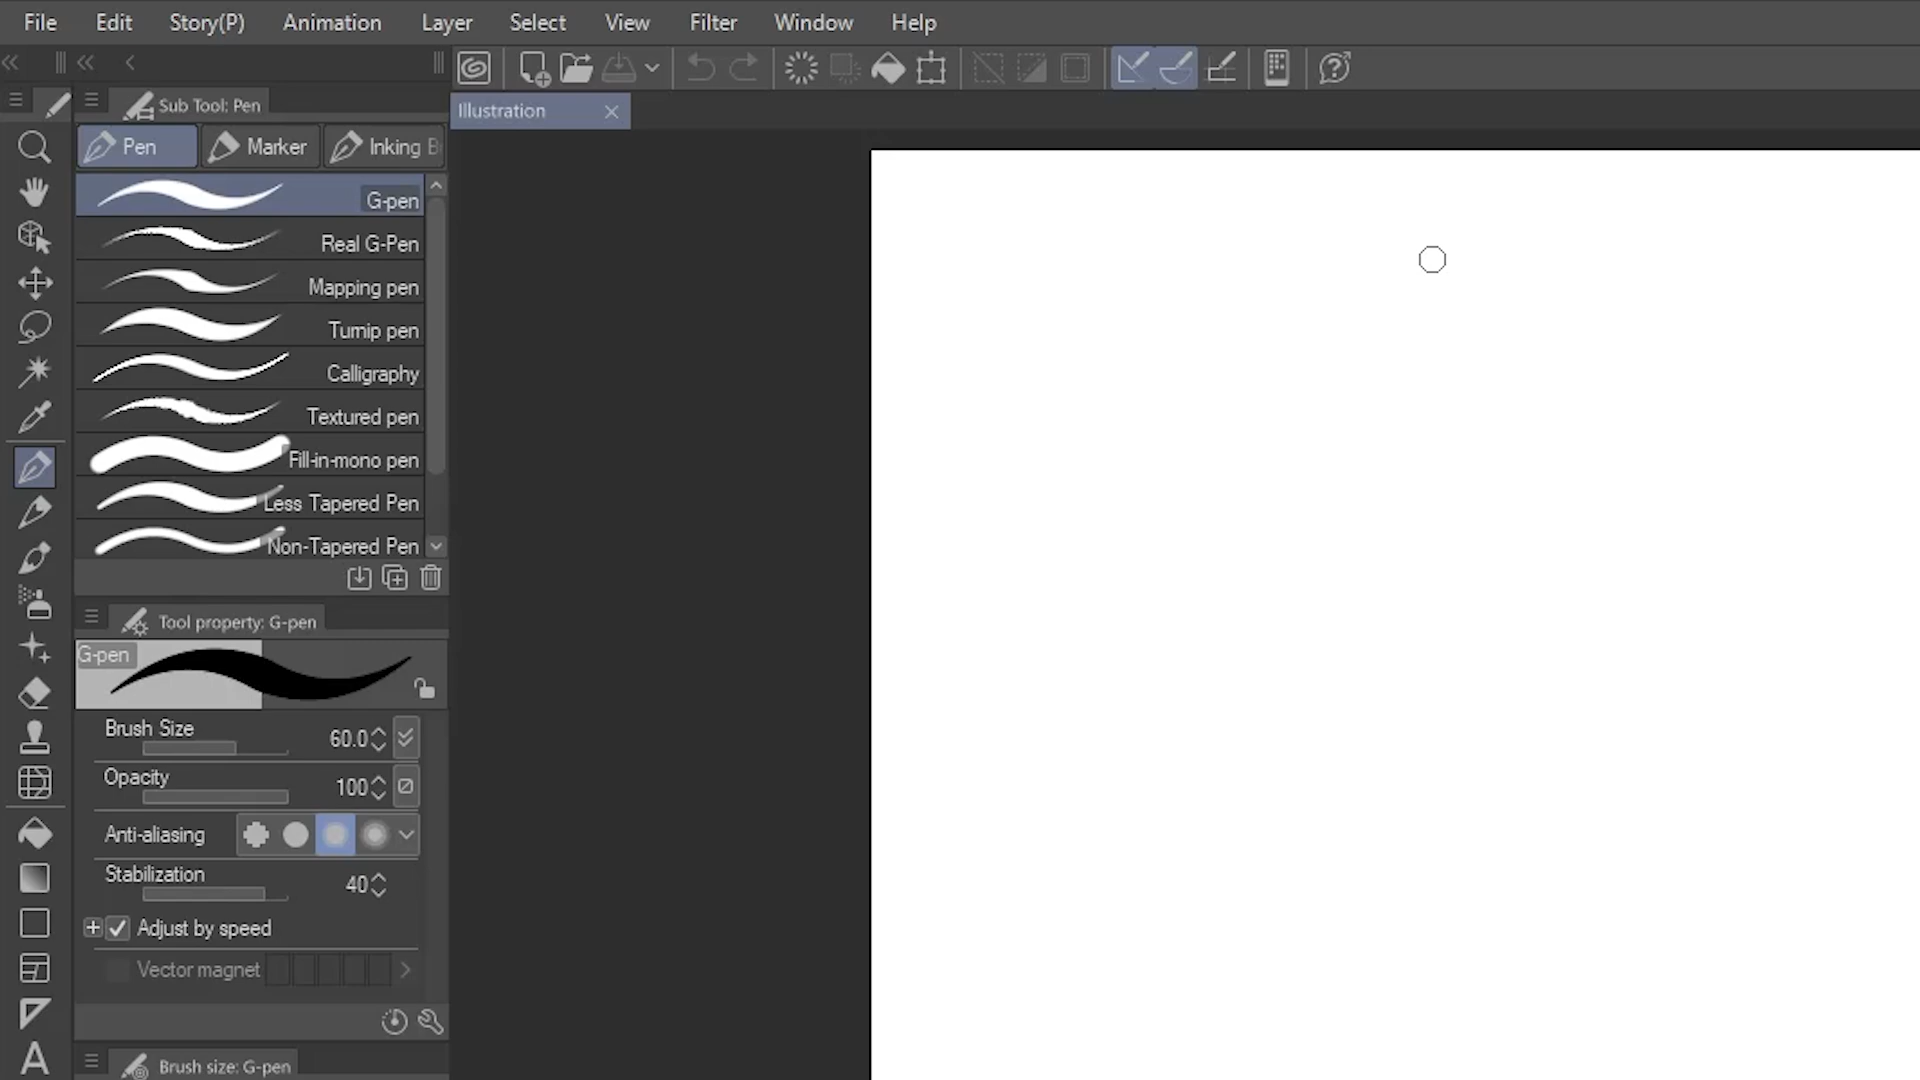 File Edit Story(P) Animation Layer Select View Filter Window Help
Sub Tool: Pen
Illustration
Pen Marker Inking B
G-pen
Real G-Pen
Mapping pen
Turnip pen
Calligraphy
Textured pen
Fill-in-mono pen
Less Tapered Pen
Non-Tapered Pen
Tool property: G-pen
G-pen
Brush Size 60.0
Opacity 100
Anti-aliasing
Stabilization 40
Adjust by speed
Vector magnet
Brush size: G-pen